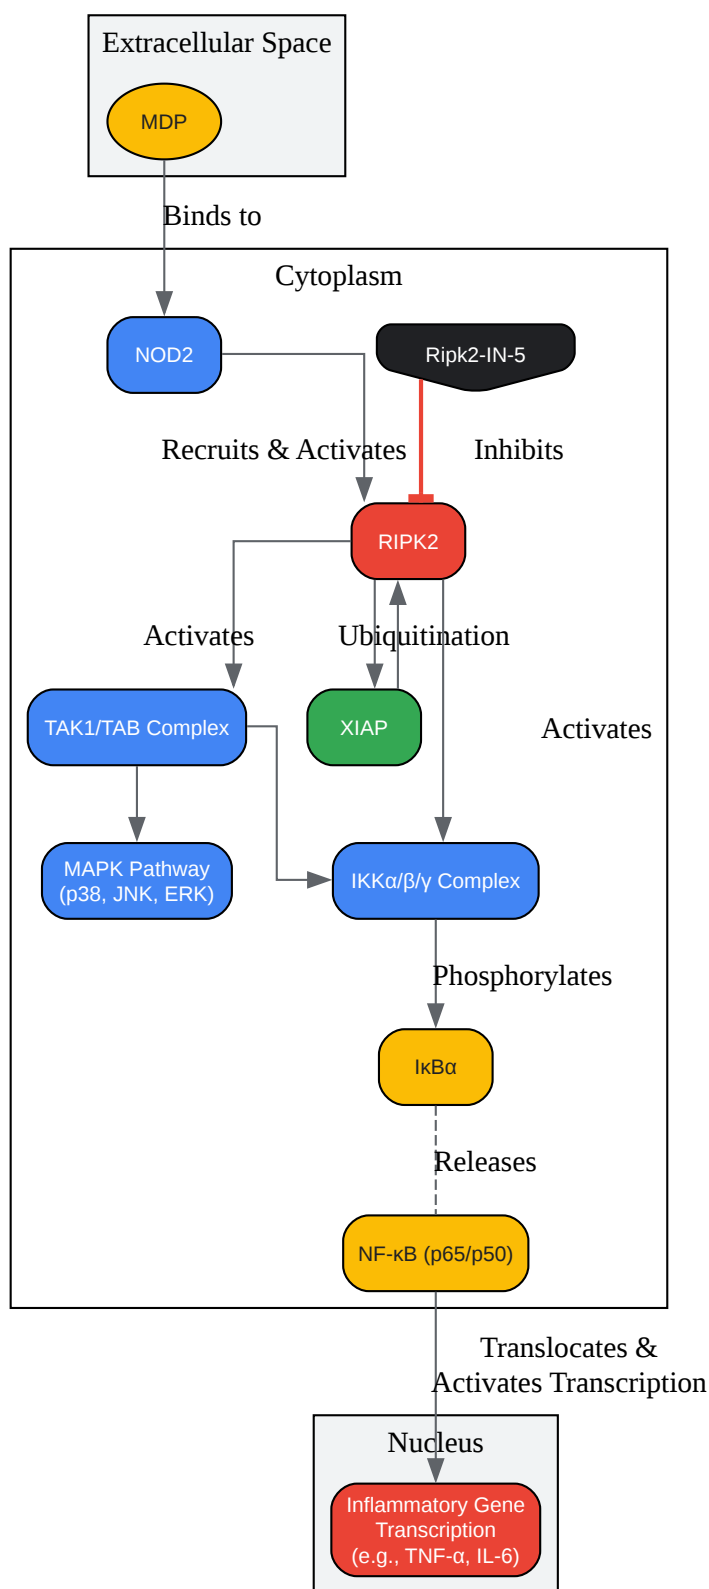 Extracellular Space
MDP
Binds to
Cytoplasm
NOD2
Ripk2-IN-5
Recruits & Activates
Inhibits
RIPK2
Activates
Ubiquitination
TAK1/TAB Complex
XIAP
Activates
MAPK Pathway
(p38, JNK, ERK)
IKKα/β/γ Complex
Phosphorylates
IκBα
Releases
NF-κB (p65/p50)
Translocates &
Activates Transcription
Nucleus
Inflammatory Gene
Transcription
(e.g., TNF-α, IL-6)